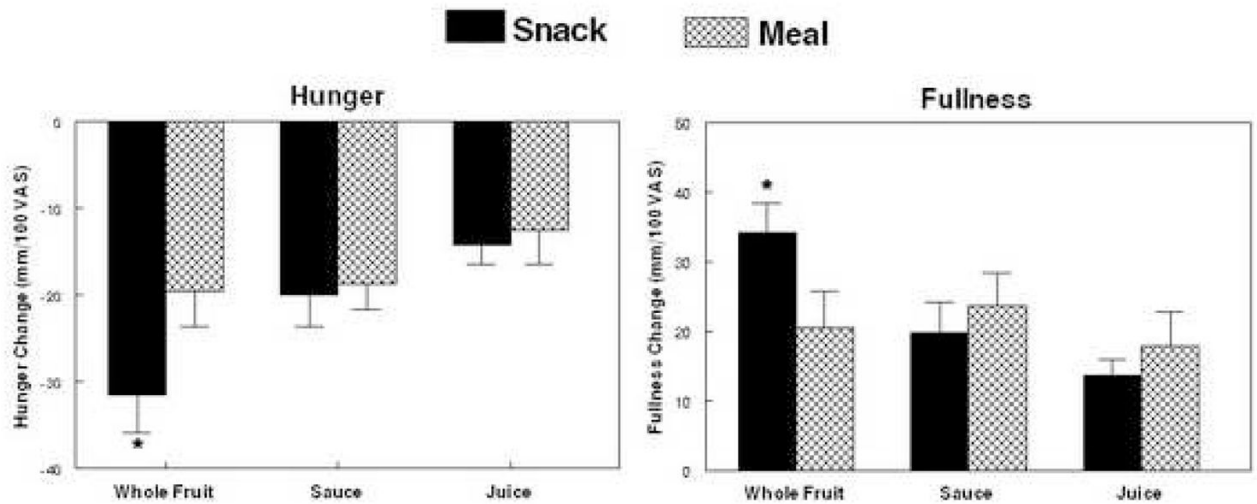 Snack Meal
Hunger
Hunger Change (mm/100 VAS)
0
-10
-20
-30
-40
*
Whole Fruit Sauce Juice
Fullness
Fullness Change (mm/100 VAS)
50
40
30
20
10
0
*
Whole Fruit Sauce Juice